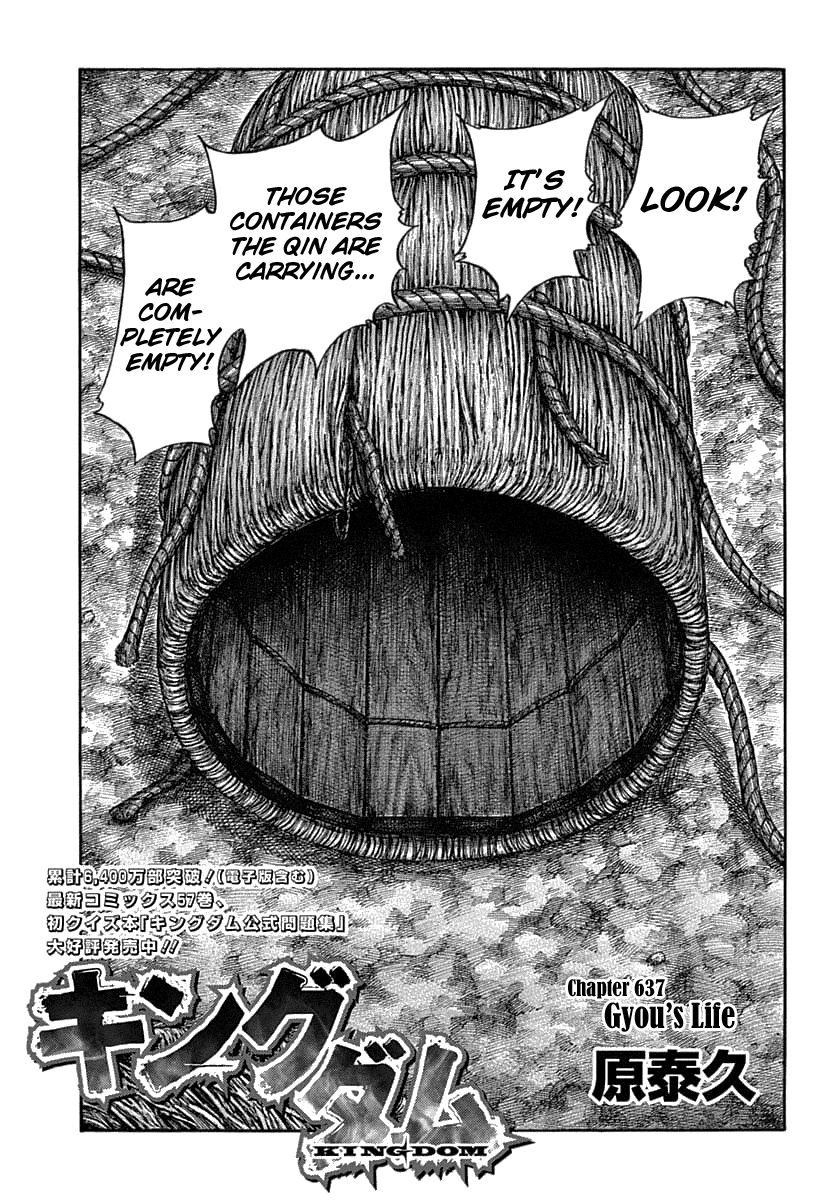 LOOK!
IT'S
EMPTY!
THOSE
CONTAINERS
THE QIN ARE
CARRYING...
ARE
COM-
PLETELY
EMPTY!
累計6,400万部突破！(電子版含む)
最新コミックス57巻、
初クイズ本「キングダム公式問題集」
大好評発売中!!
キングダム
KINGDOM
Chapter 637
Gyou's Life
原泰久